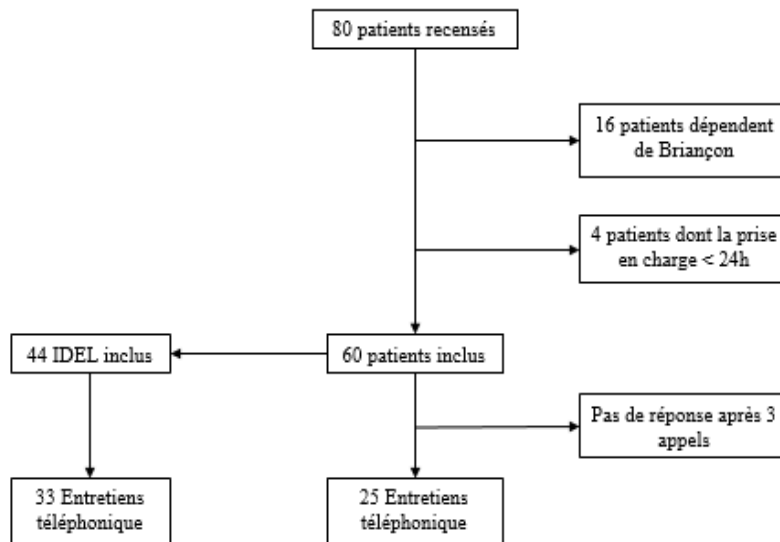 80 patients recensés
16 patients dépendent
de Briançon
4 patients dont la prise
en charge < 24h
44 IDEL inclus
60 patients inclus
Pas de réponse après 3
appels
33 Entretiens
téléphonique
25 Entretiens
téléphonique